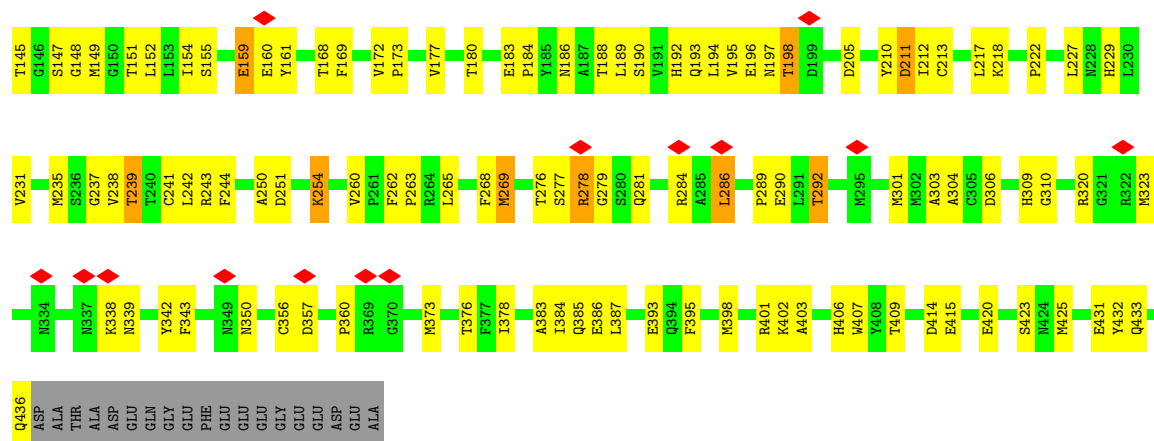 T145 G146 S147 G148 M149 G150 T151 L152 L153 I154 S155 E159 E160 Y161 T168 F169 V172 P173 V177 T180 E183 P184 Y185 N186 A187 T188 L189 S190 V191 H192 Q193 L194 V195 E196 N197 T198 D199 D205 Y210 D211 I212 C213 L217 K218 P222 L227 N228 H229 L230
V231 M235 S236 G237 V238 T239 T240 C241 L242 R243 F244 A250 D251 K254 V260 P261 F262 P263 R264 L265 F268 M269 T276 S277 R278 G279 S280 Q281 R284 A285 L286 P289 E290 L291 T292 M295 M301 M302 A303 A304 C305 D306 H309 G310 R320 G321 R322 M323
N334 N337 K338 N339 Y342 F343 N349 N350 C356 D357 P360 R369 G370 M373 T376 F377 I378 A383 I384 Q385 E386 L387 E393 Q394 F395 M398 R401 K402 A403 H406 W407 Y408 T409 D414 E415 E420 S423 N424 M425 E431 Y432 Q433
Q436 ASP ALA THR ALA ASP GLU GLN GLY GLU PHE GLU GLU GLU GLY GLU GLU ASP GLU ALA